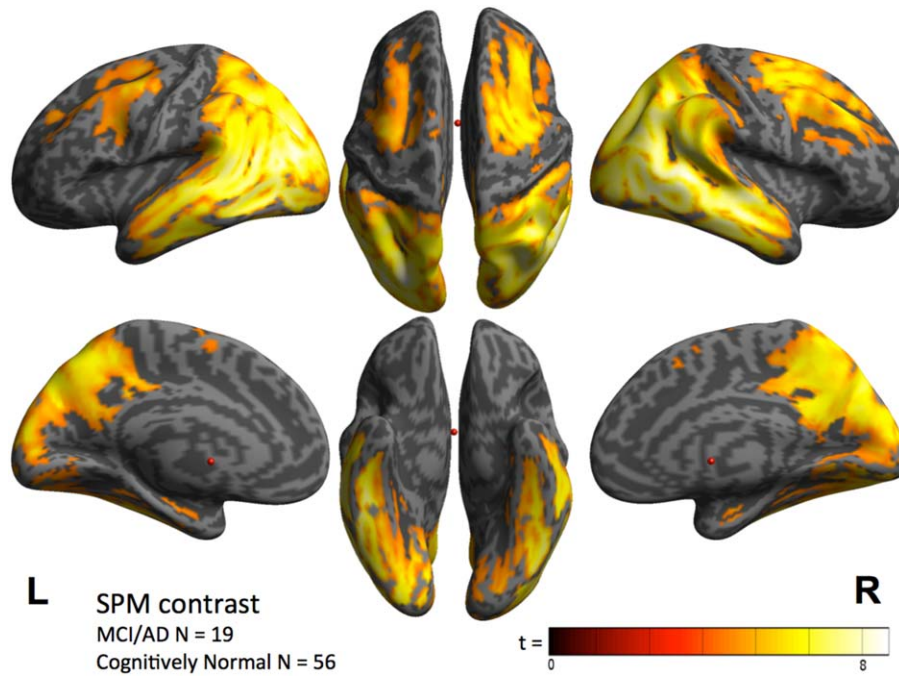 L
R
SPM contrast
MCI/AD N = 19
Cognitively Normal N = 56
t =
0
8